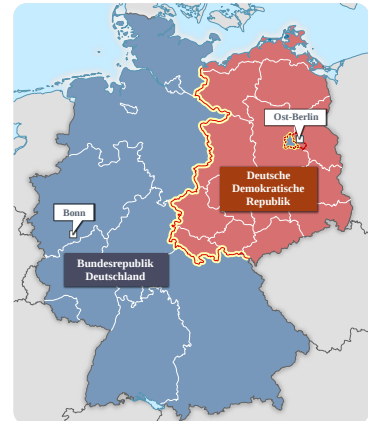 Ost-Berlin
Deutsche
Demokratische
Republik
Bonn
Bundesrepublik
Deutschland